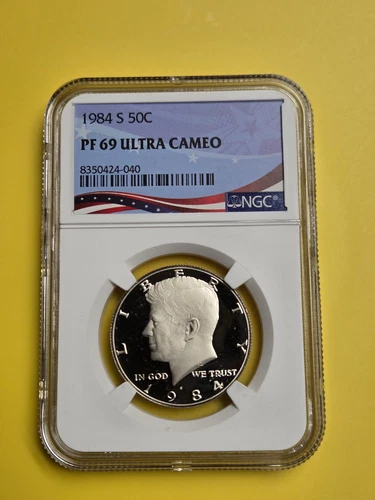 1984 S 50C
PF 69 ULTRA CAMEO
8350424-040
NGC
LIBERTY
IN GOD WE TRUST
1984